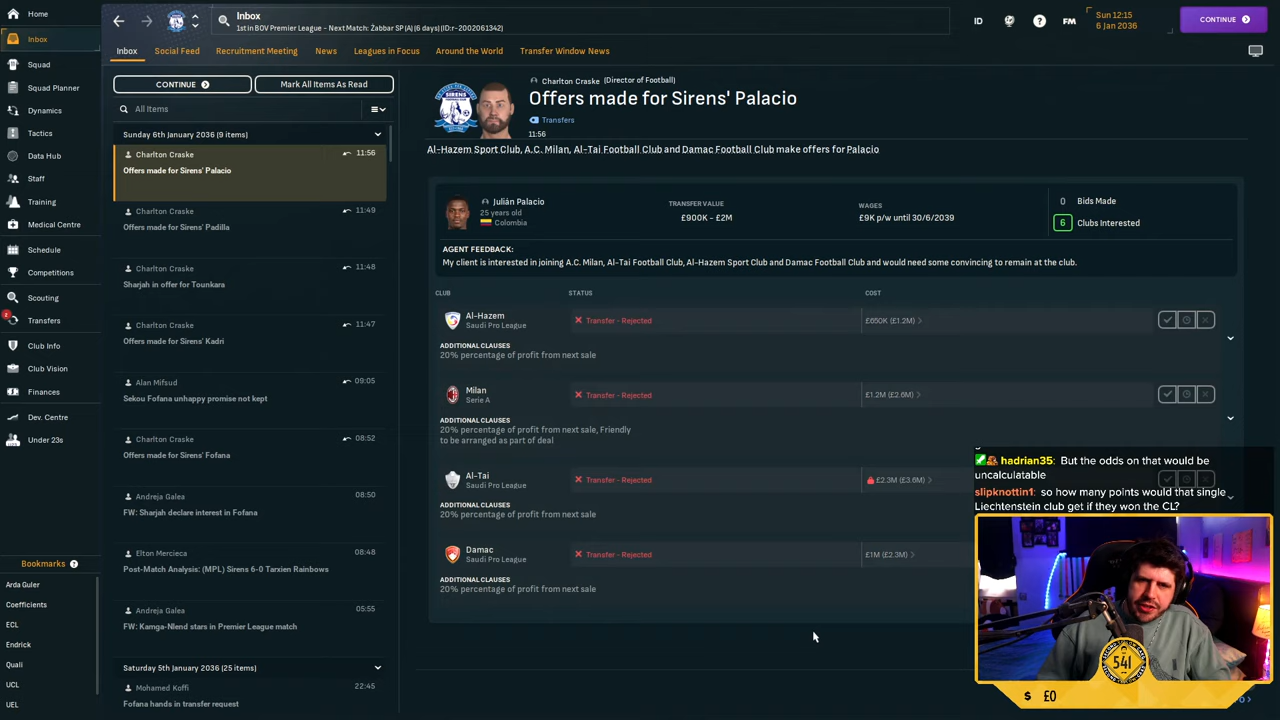 Home
Inbox
1st in BOV Premier League - Next Match: Żabbar SP (A) (6 days) (ID:r-2002061342)
ID
FM
Sun 12:15
6 Jan 2036
CONTINUE
Inbox
Squad
Squad Planner
Dynamics
Tactics
Data Hub
Staff
Training
Medical Centre
Schedule
Competitions
Scouting
2
Transfers
Club Info
Club Vision
Finances
Dev. Centre
Under 23s
Bookmarks
Arda Guler
Coefficients
ECL
Endrick
Quali
UCL
UEL
Inbox
Social Feed
Recruitment Meeting
News
Leagues in Focus
Around the World
Transfer Window News
CONTINUE
Mark All Items As Read
All Items
Sunday 6th January 2036 (9 items)
Charlton Craske
11:56
Offers made for Sirens' Palacio
Charlton Craske
11:49
Offers made for Sirens' Padilla
Charlton Craske
11:48
Sharjah in offer for Tounkara
Charlton Craske
11:47
Offers made for Sirens' Kadri
Alan Mifsud
09:05
Sekou Fofana unhappy promise not kept
Charlton Craske
08:52
Offers made for Sirens' Fofana
Andreja Galea
08:50
FW: Sharjah declare interest in Fofana
Elton Mercieca
08:48
Post-Match Analysis: (MPL) Sirens 6-0 Tarxien Rainbows
Andreja Galea
05:55
FW: Kamga-Nlend stars in Premier League match
Saturday 5th January 2036 (25 items)
Mohamed Koffi
22:45
Fofana hands in transfer request
SIRENS
Charlton Craske (Director of Football)
Offers made for Sirens' Palacio
Transfers
11:56
Al-Hazem Sport Club, A.C. Milan, Al-Tai Football Club and Damac Football Club make offers for Palacio
Julián Palacio
25 years old
Colombia
TRANSFER VALUE
£900K - £2M
WAGES
£9K p/w until 30/6/2039
0 Bids Made
6 Clubs Interested
AGENT FEEDBACK:
My client is interested in joining A.C. Milan, Al-Tai Football Club, Al-Hazem Sport Club and Damac Football Club and would need some convincing to remain at the club.
CLUB
STATUS
COST
Al-Hazem
Saudi Pro League
Transfer - Rejected
£650K (£1.2M)
ADDITIONAL CLAUSES
20% percentage of profit from next sale
Milan
Serie A
Transfer - Rejected
£1.2M (£2.6M)
ADDITIONAL CLAUSES
20% percentage of profit from next sale, Friendly
to be arranged as part of deal
Al-Tai
Saudi Pro League
Transfer - Rejected
£2.3M (£3.6M)
ADDITIONAL CLAUSES
20% percentage of profit from next sale
Damac
Saudi Pro League
Transfer - Rejected
£1M (£2.3M)
ADDITIONAL CLAUSES
20% percentage of profit from next sale
hadrian35: But the odds on that would be
uncalculatable
slipknottin1: so how many points would that single
Liechtenstein club get if they won the CL?
541
$ £0